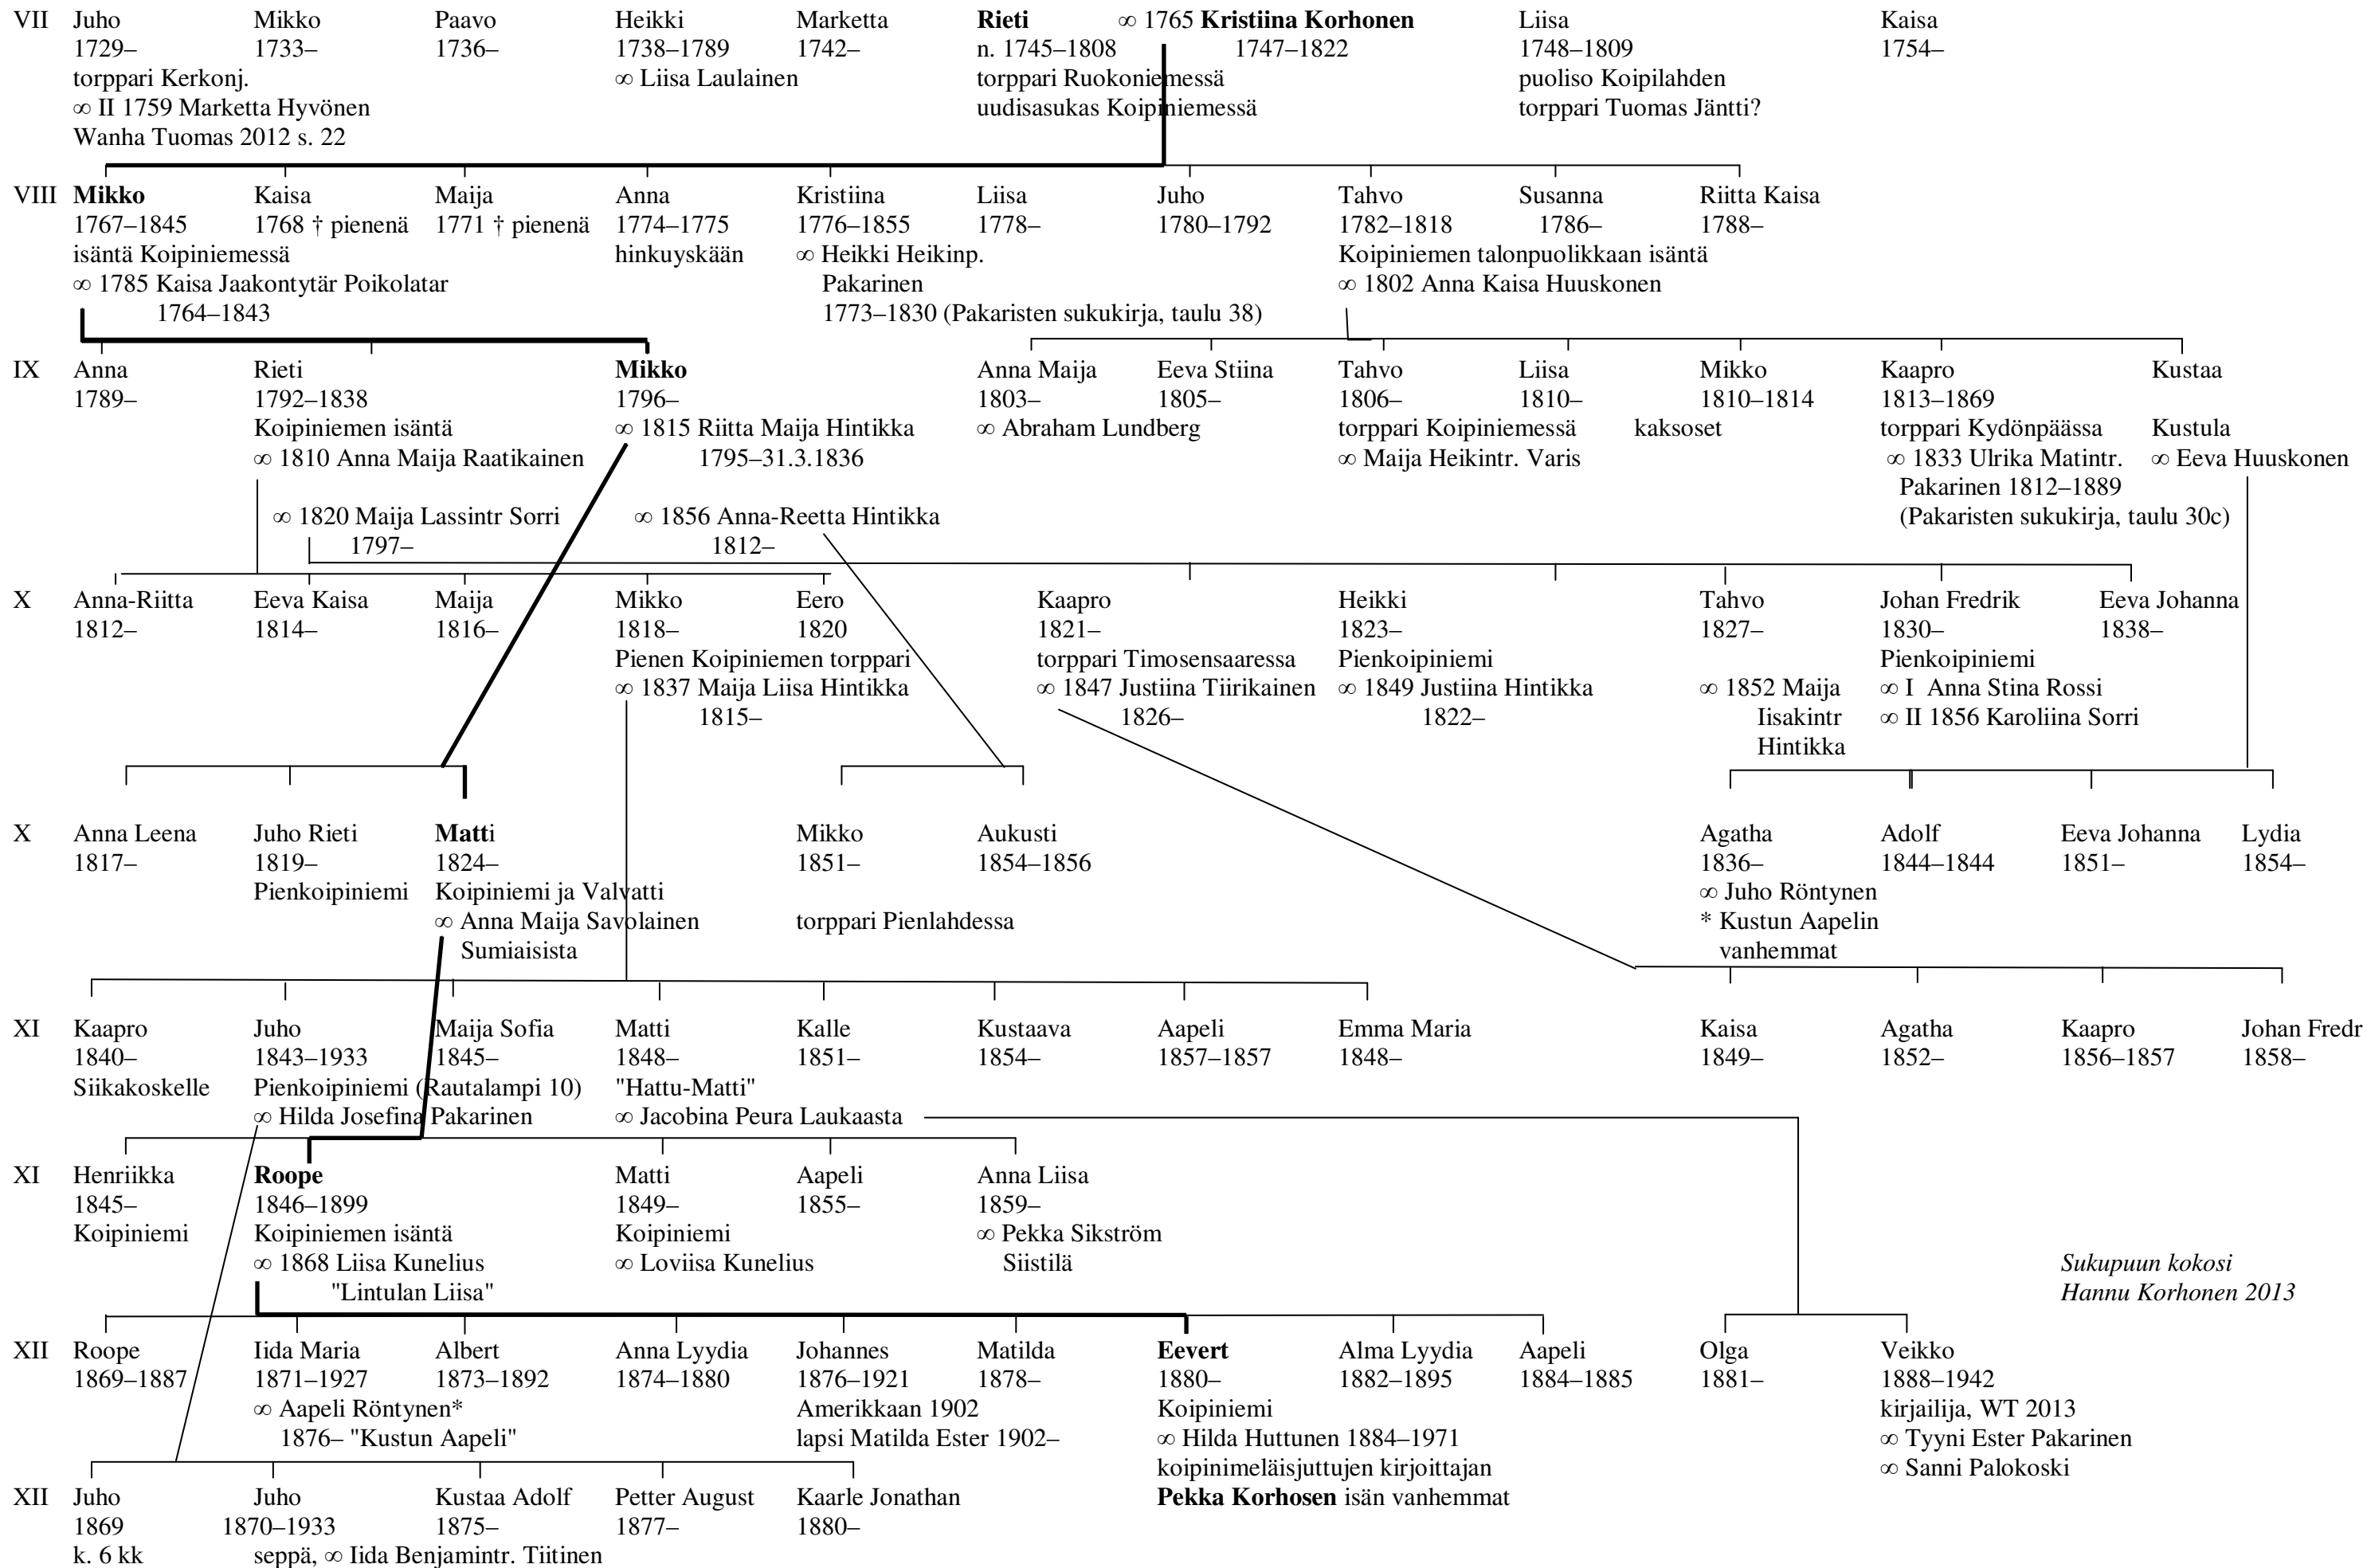 VII Juho Mikko Paavo Heikki Marketta Rieti ∞ 1765 Kristiina Korhonen Liisa Kaisa
1729– 1733– 1736– 1738–1789 1742– n. 1745–1808 1747–1822 1748–1809 1754–
torppari Kerkonj. ∞ Liisa Laulainen torppari Ruokoniemessä puoliso Koipilahden
∞ II 1759 Marketta Hyvönen uudisasukas Koipiniemessä torppari Tuomas Jäntti?
Wanha Tuomas 2012 s. 22
VIII Mikko Kaisa Maija Anna Kristiina Liisa Juho Tahvo Susanna Riitta Kaisa
1767–1845 1768 † pienenä 1771 † pienenä 1774–1775 1776–1855 1778– 1780–1792 1782–1818 1786– 1788–
isäntä Koipiniemessä hinkuyskään ∞ Heikki Heikinp. Koipiniemen talonpuolikkaan isäntä
∞ 1785 Kaisa Jaakontytär Poikolatar Pakarinen ∞ 1802 Anna Kaisa Huuskonen
1764–1843 1773–1830 (Pakaristen sukukirja, taulu 38)
IX Anna Rieti Mikko Anna Maija Eeva Stiina Tahvo Liisa Mikko Kaapro Kustaa
1789– 1792–1838 1796– 1803– 1805– 1806– 1810– 1810–1814 1813–1869
Koipiniemen isäntä ∞ 1815 Riitta Maija Hintikka ∞ Abraham Lundberg torppari Koipiniemessä kaksoset torppari Kydönpäässa Kustula
∞ 1810 Anna Maija Raatikainen 1795–31.3.1836 ∞ Maija Heikintr. Varis ∞ 1833 Ulrika Matintr. ∞ Eeva Huuskonen
Pakarinen 1812–1889
∞ 1820 Maija Lassintr Sorri ∞ 1856 Anna-Reetta Hintikka (Pakaristen sukukirja, taulu 30c)
1797– 1812–
X Anna-Riitta Eeva Kaisa Maija Mikko Eero Kaapro Heikki Tahvo Johan Fredrik Eeva Johanna
1812– 1814– 1816– 1818– 1820 1821– 1823– 1827– 1830– 1838–
Pienen Koipiniemen torppari torppari Timosensaaressa Pienkoipiniemi Pienkoipiniemi
∞ 1837 Maija Liisa Hintikka ∞ 1847 Justiina Tiirikainen ∞ 1849 Justiina Hintikka ∞ 1852 Maija ∞ I Anna Stina Rossi
1815– 1826– 1822– Iisakintr ∞ II 1856 Karoliina Sorri
Hintikka
X Anna Leena Juho Rieti Matti Mikko Aukusti Agatha Adolf Eeva Johanna Lydia
1817– 1819– 1824– 1851– 1854–1856 1836– 1844–1844 1851– 1854–
Pienkoipiniemi Koipiniemi ja Valvatti ∞ Juho Röntynen
∞ Anna Maija Savolainen torppari Pienlahdessa * Kustun Aapelin
Sumiaisista vanhemmat
XI Kaapro Juho Maija Sofia Matti Kalle Kustaava Aapeli Emma Maria Kaisa Agatha Kaapro Johan Fredr
1840– 1843–1933 1845– 1848– 1851– 1854– 1857–1857 1848– 1849– 1852– 1856–1857 1858–
Siikakoskelle Pienkoipiniemi (Rautalampi 10) "Hattu-Matti"
∞ Hilda Josefina Pakarinen ∞ Jacobina Peura Laukaasta
XI Henriikka Roope Matti Aapeli Anna Liisa
1845– 1846–1899 1849– 1855– 1859–
Koipiniemi Koipiniemen isäntä Koipiniemi ∞ Pekka Sikström
∞ 1868 Liisa Kunelius ∞ Loviisa Kunelius Siistilä Sukupuun kokosi
"Lintulan Liisa" Hannu Korhonen 2013
XII Roope Iida Maria Albert Anna Lyydia Johannes Matilda Eevert Alma Lyydia Aapeli Olga Veikko
1869–1887 1871–1927 1873–1892 1874–1880 1876–1921 1878– 1880– 1882–1895 1884–1885 1881– 1888–1942
∞ Aapeli Röntynen* Amerikkaan 1902 Koipiniemi kirjailija, WT 2013
1876– "Kustun Aapeli" lapsi Matilda Ester 1902– ∞ Hilda Huttunen 1884–1971 ∞ Tyyni Ester Pakarinen
koipinimeläisjuttujen kirjoittajan ∞ Sanni Palokoski
XII Juho Juho Kustaa Adolf Petter August Kaarle Jonathan Pekka Korhosen isän vanhemmat
1869 1870–1933 1875– 1877– 1880–
k. 6 kk seppä, ∞ Iida Benjamintr. Tiitinen